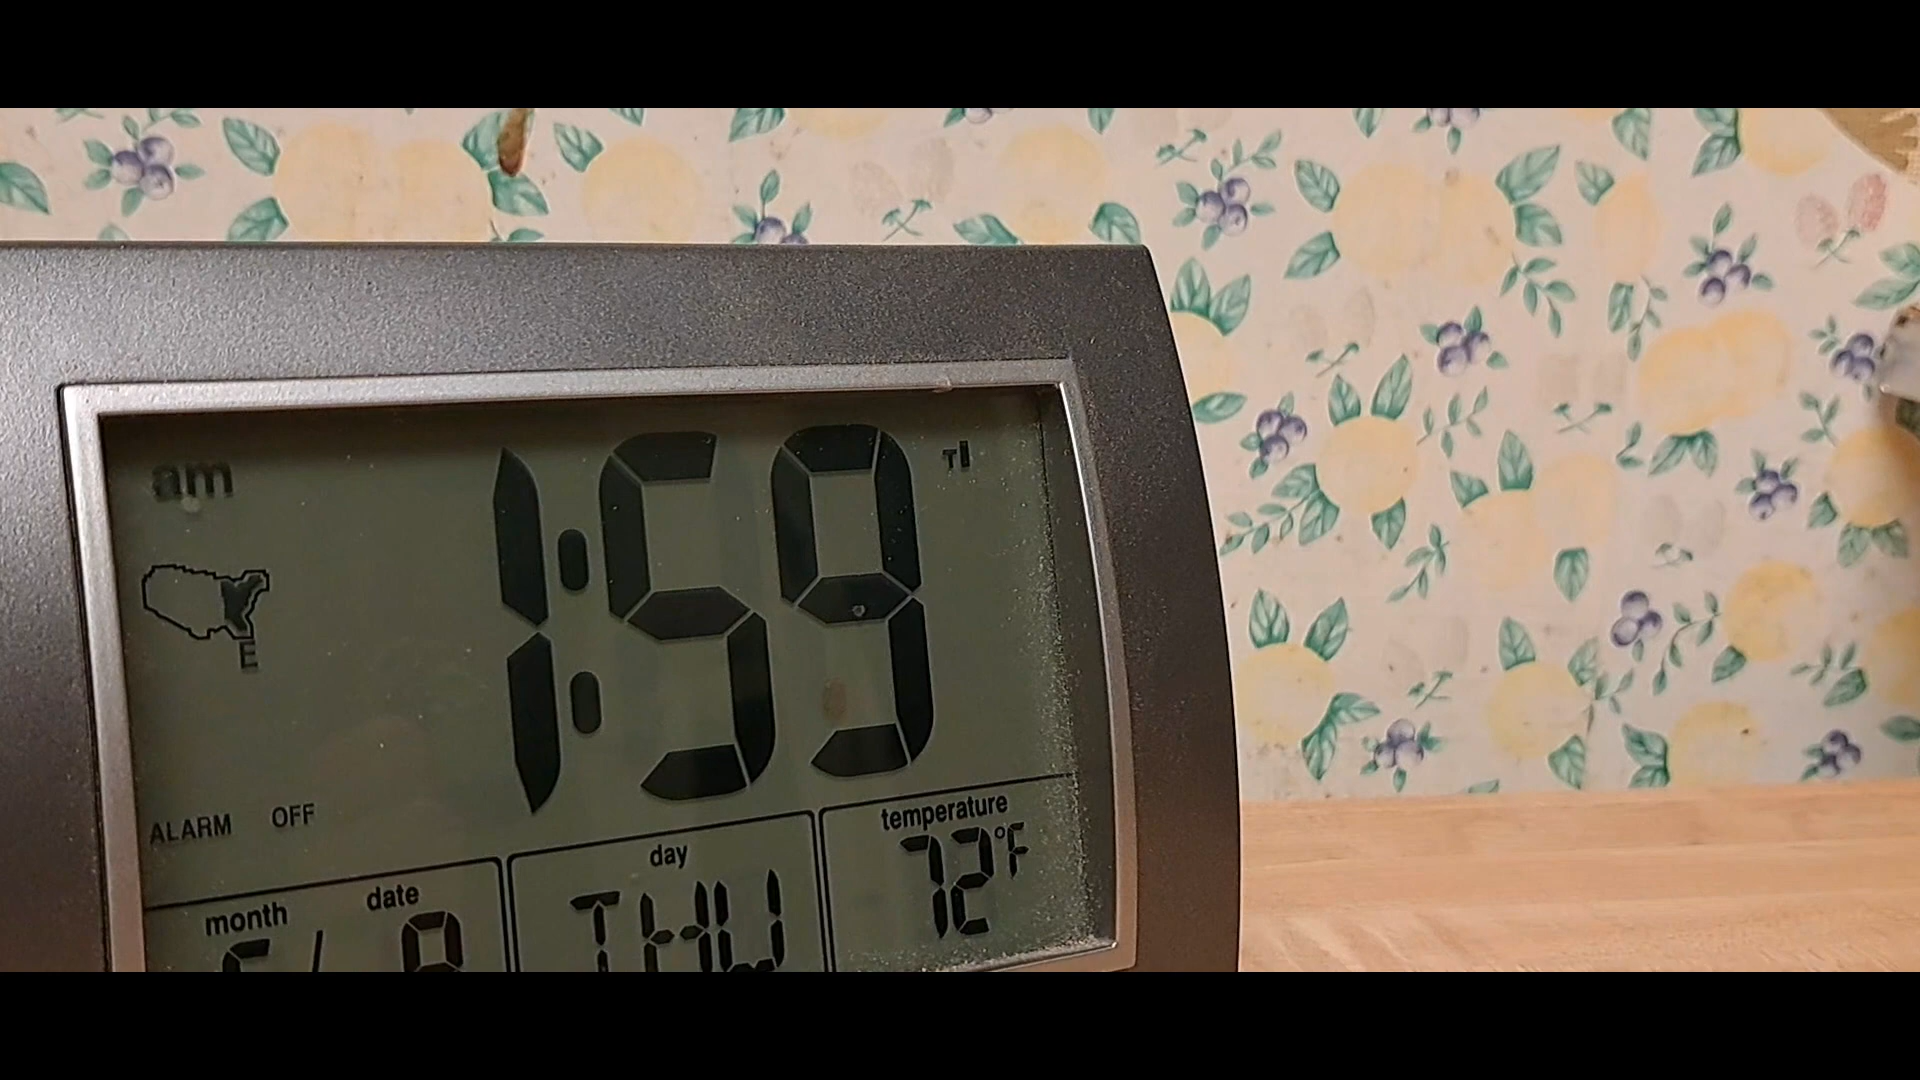 am
1:59
E
ALARM OFF
month date
day
THU
temperature
72°F